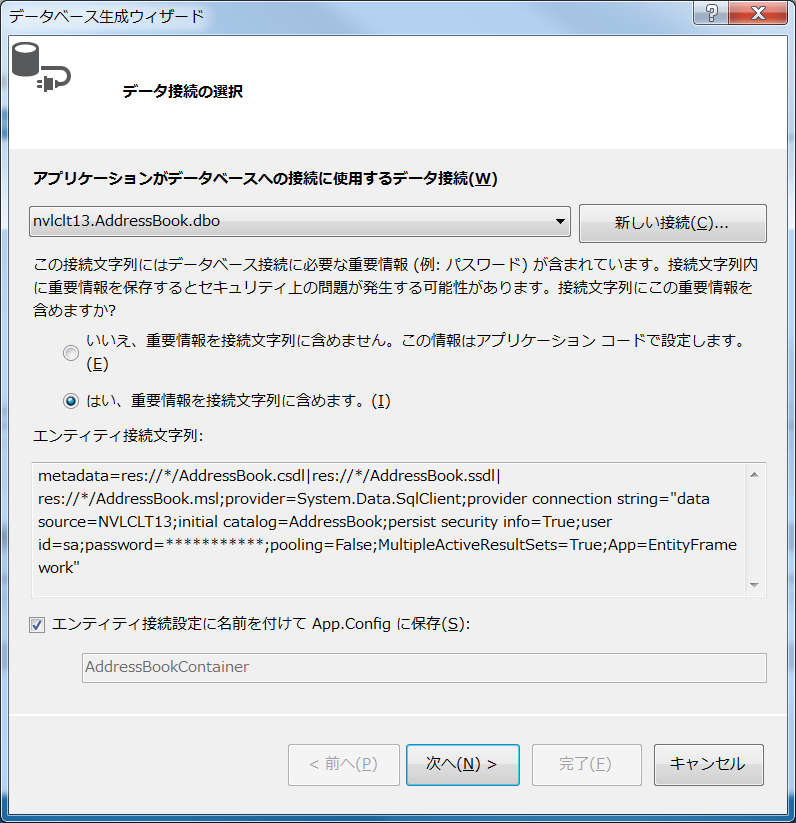 データベース生成ウィザード
データ接続の選択
アプリケーションがデータベースへの接続に使用するデータ接続(W)
nvlclt13.AddressBook.dbo
新しい接続(C)...
この接続文字列にはデータベース接続に必要な重要情報 (例: パスワード) が含まれています。接続文字列内
に重要情報を保存するとセキュリティ上の問題が発生する可能性があります。接続文字列にこの重要情報を
含めますか?
いいえ、重要情報を接続文字列に含めません。この情報はアプリケーション コードで設定します。
(E)
はい、重要情報を接続文字列に含めます。(I)
エンティティ接続文字列:
metadata=res://*/AddressBook.csdl|res://*/AddressBook.ssdl|
res://*/AddressBook.msl;provider=System.Data.SqlClient;provider connection string="data
source=NVLCLT13;initial catalog=AddressBook;persist security info=True;user
id=sa;password=***********;pooling=False;MultipleActiveResultSets=True;App=EntityFrame
work"
エンティティ接続設定に名前を付けて App.Config に保存(S):
AddressBookContainer
< 前へ(P)
次へ(N) >
完了(F)
キャンセル